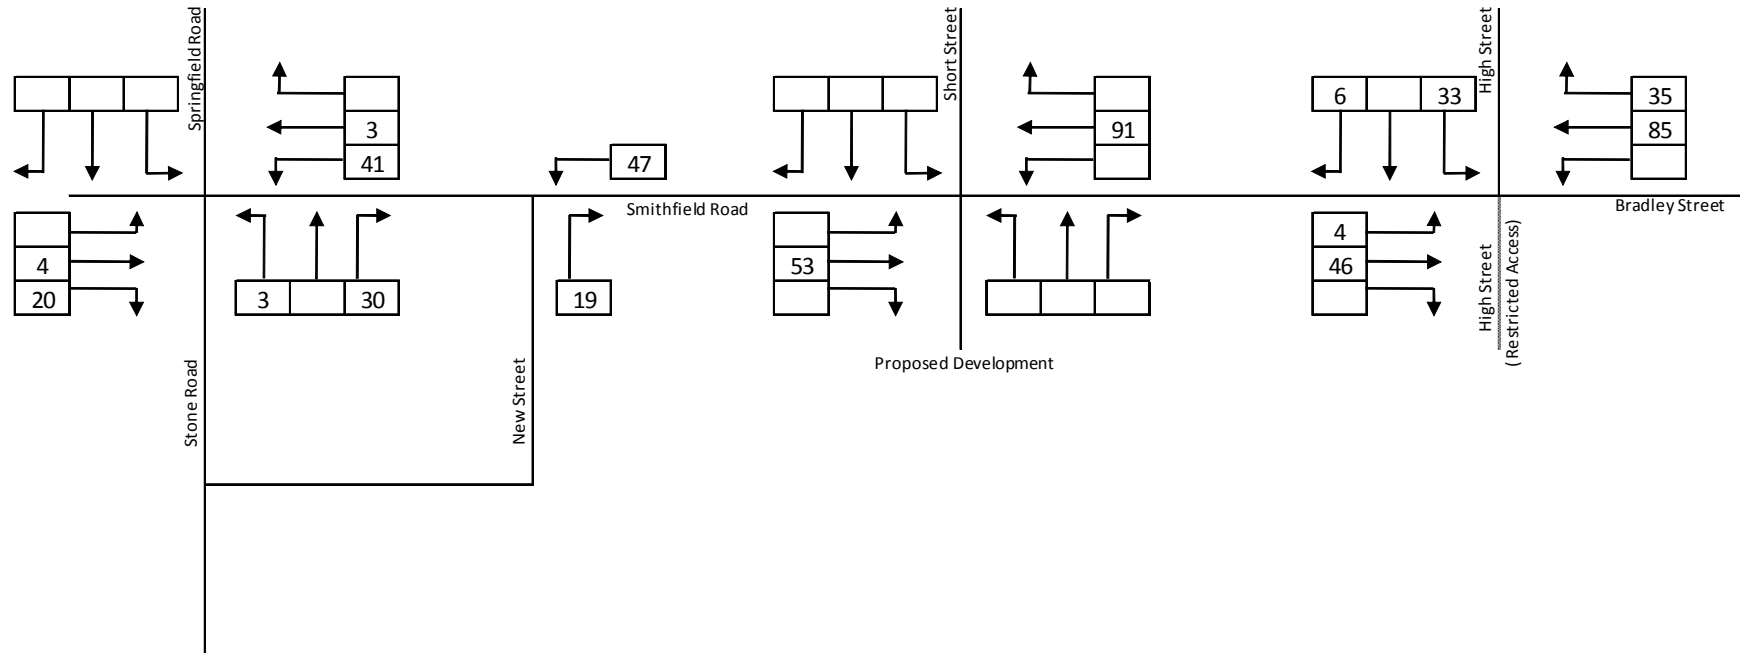 Springfield Road
Short Street
High Street
6 33
35
3
91
85
41
47
Smithfield Road
Bradley Street
4
4
53
46
20
3 30
19
High Street
(Restricted Access)
Proposed Development
Stone Road
New Street